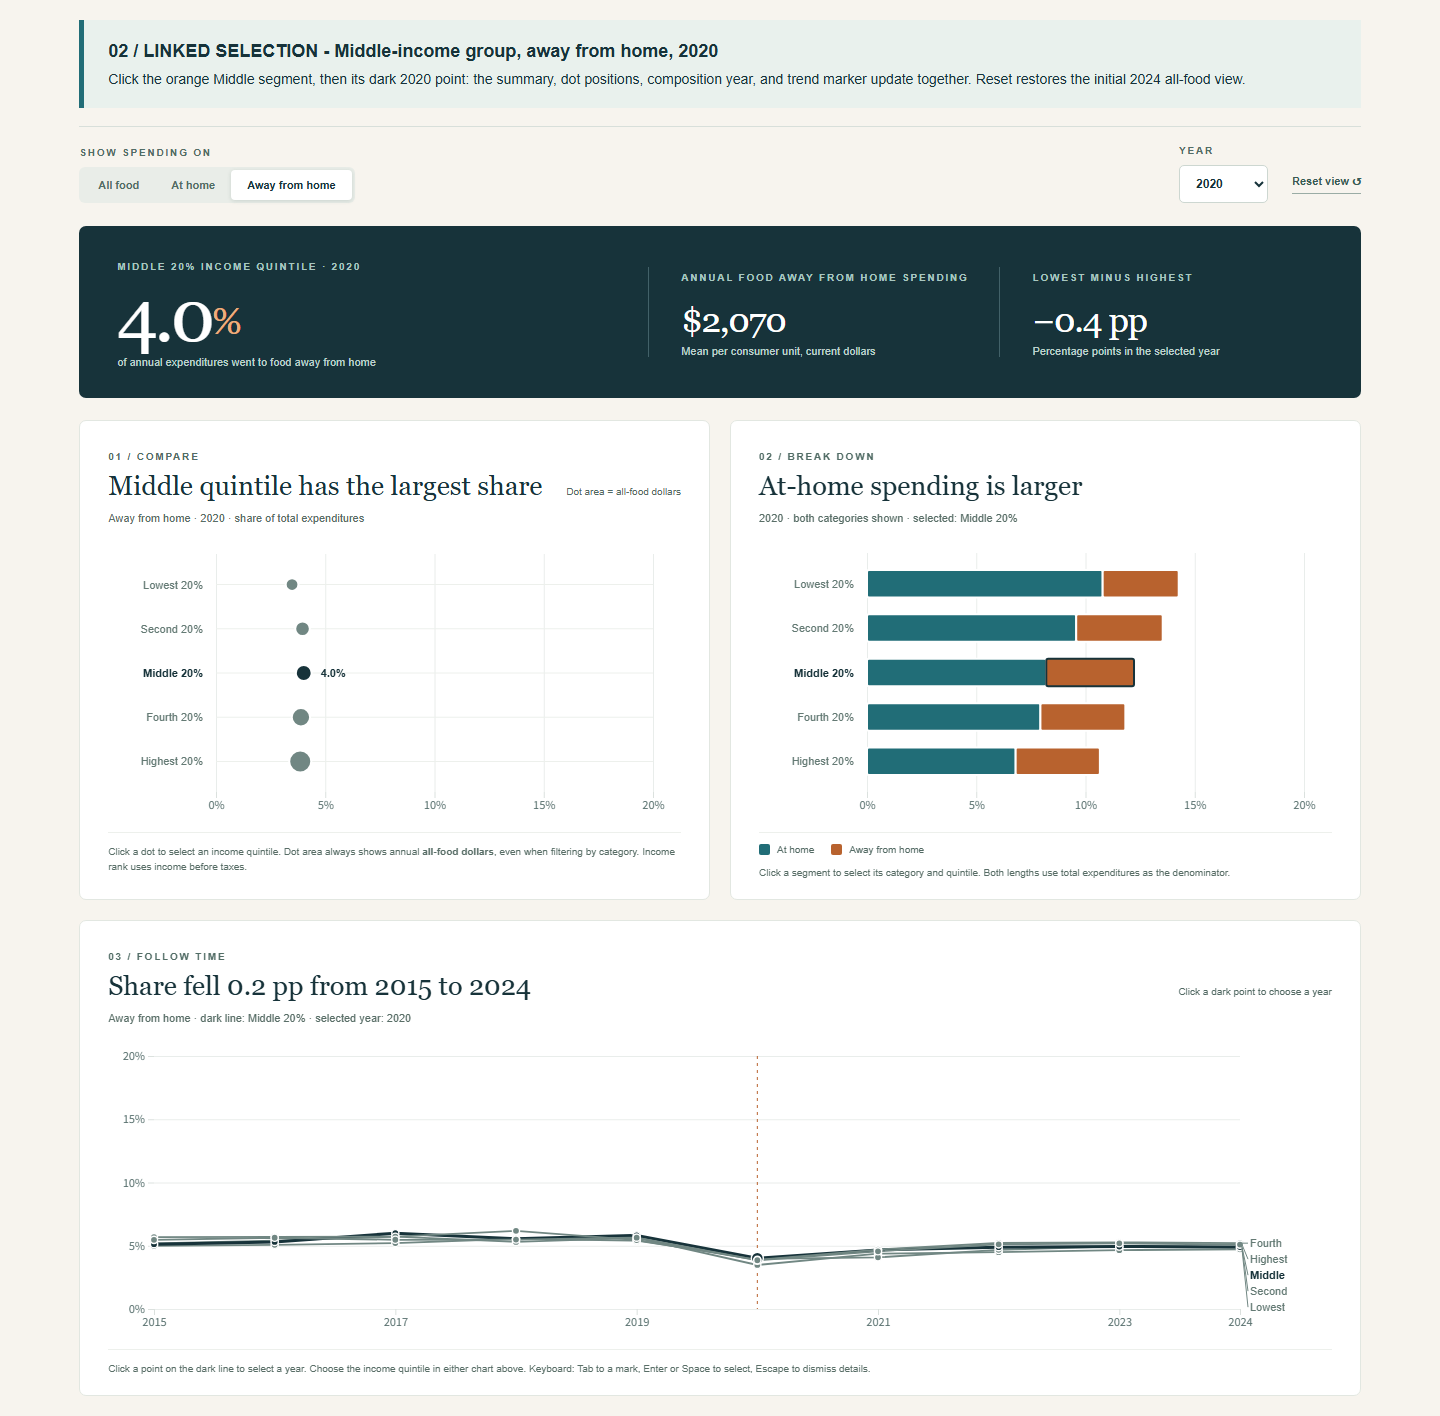 02 / LINKED SELECTION - Middle-income group, away from home, 2020
Click the orange Middle segment, then its dark 2020 point: the summary, dot positions, composition year, and trend marker update together. Reset restores the initial 2024 all-food view.
SHOW SPENDING ON
All food
At home
Away from home
YEAR
2020
Reset view ↺
MIDDLE 20% INCOME QUINTILE · 2020
4.0%
of annual expenditures went to food away from home
ANNUAL FOOD AWAY FROM HOME SPENDING
$2,070
Mean per consumer unit, current dollars
LOWEST MINUS HIGHEST
−0.4 pp
Percentage points in the selected year
01 / COMPARE
Middle quintile has the largest share
Dot area = all-food dollars
Away from home · 2020 · share of total expenditures
Lowest 20%
Second 20%
Middle 20%
4.0%
Fourth 20%
Highest 20%
0%
5%
10%
15%
20%
Click a dot to select an income quintile. Dot area always shows annual all-food dollars, even when filtering by category. Income
rank uses income before taxes.
02 / BREAK DOWN
At-home spending is larger
2020 · both categories shown · selected: Middle 20%
Lowest 20%
Second 20%
Middle 20%
Fourth 20%
Highest 20%
0%
5%
10%
15%
20%
At home
Away from home
Click a segment to select its category and quintile. Both lengths use total expenditures as the denominator.
03 / FOLLOW TIME
Share fell 0.2 pp from 2015 to 2024
Click a dark point to choose a year
Away from home · dark line: Middle 20% · selected year: 2020
20%
15%
10%
5%
0%
Fourth
Highest
Middle
Second
Lowest
2015
2017
2019
2021
2023
2024
Click a point on the dark line to select a year. Choose the income quintile in either chart above. Keyboard: Tab to a mark, Enter or Space to select, Escape to dismiss details.